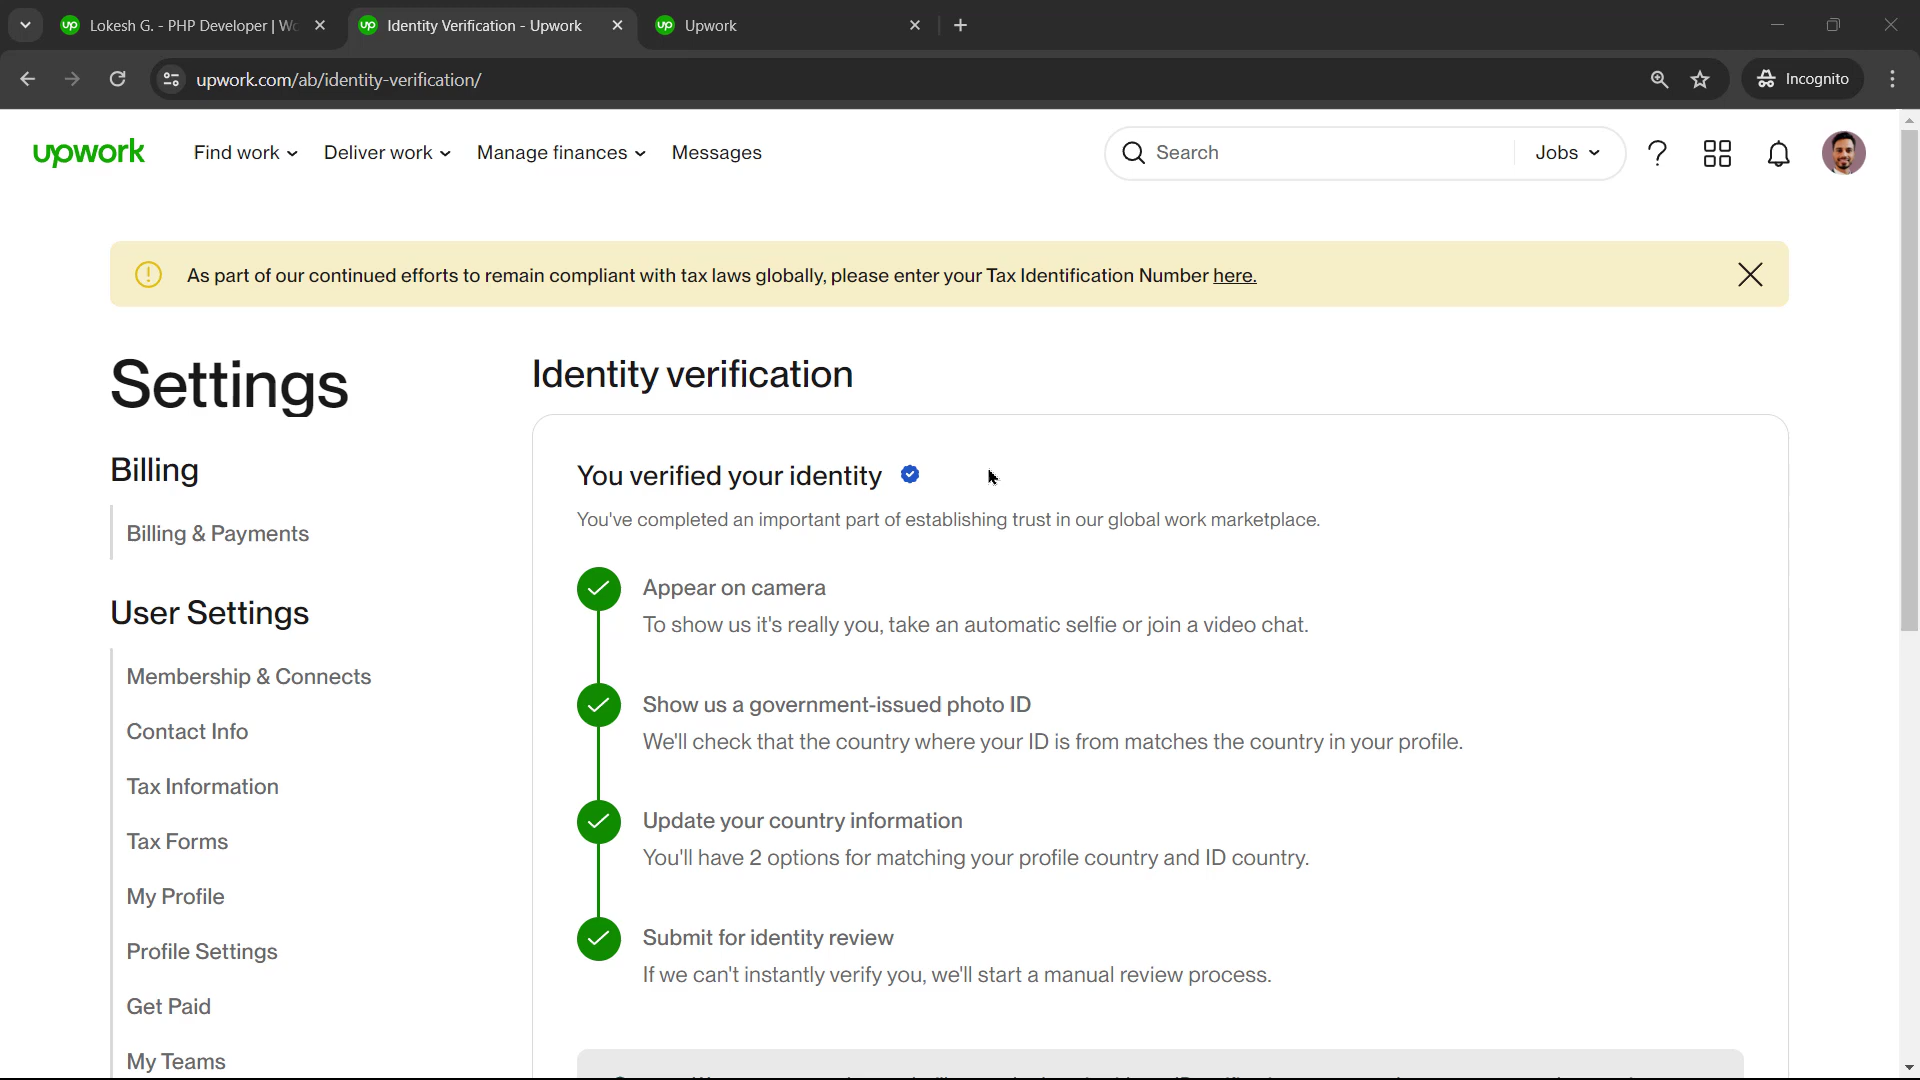 Lokesh G. - PHP Developer | Wo
Identity Verification - Upwork
Upwork
upwork.com/ab/identity-verification/
Incognito
upwork
Find work
Deliver work
Manage finances
Messages
Search
Jobs
As part of our continued efforts to remain compliant with tax laws globally, please enter your Tax Identification Number here.
Settings
Billing
Billing & Payments
User Settings
Membership & Connects
Contact Info
Tax Information
Tax Forms
My Profile
Profile Settings
Get Paid
My Teams
Identity verification
You verified your identity
You've completed an important part of establishing trust in our global work marketplace.
Appear on camera
To show us it's really you, take an automatic selfie or join a video chat.
Show us a government-issued photo ID
We'll check that the country where your ID is from matches the country in your profile.
Update your country information
You'll have 2 options for matching your profile country and ID country.
Submit for identity review
If we can't instantly verify you, we'll start a manual review process.